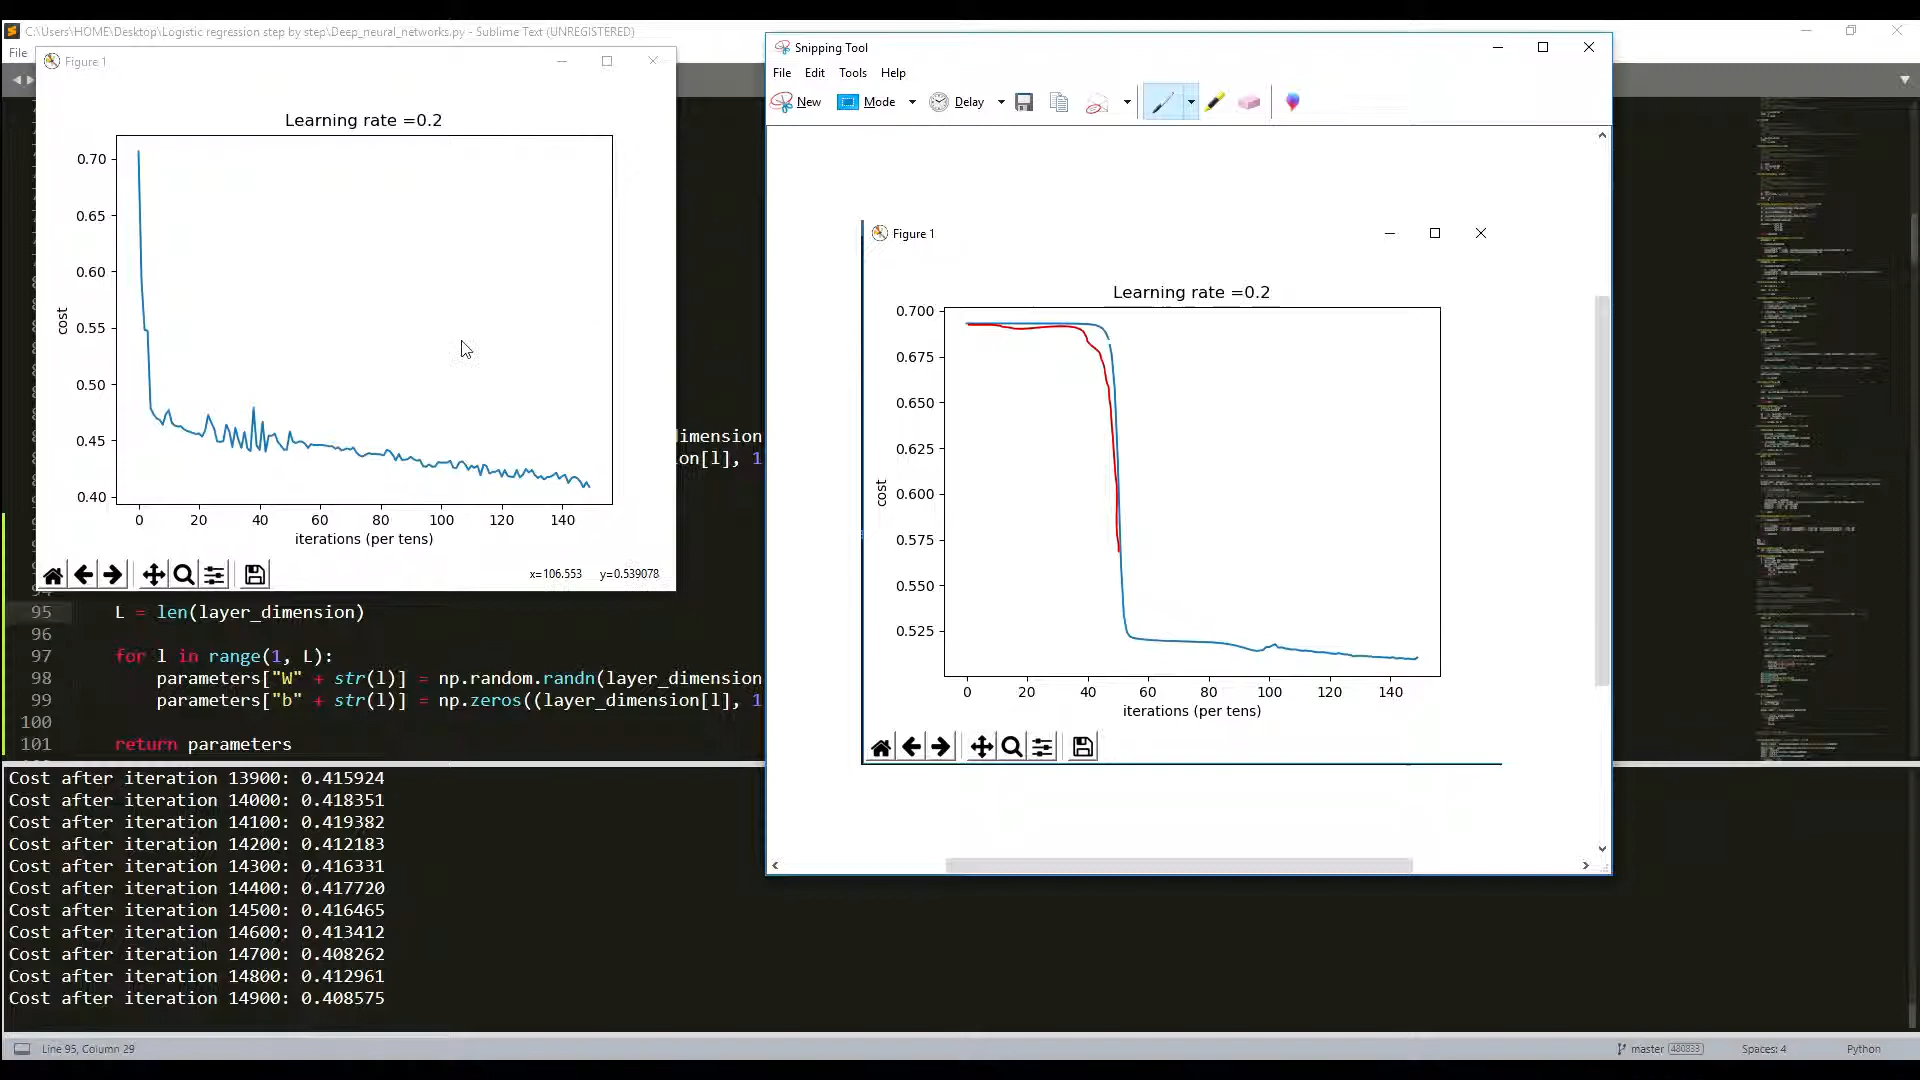 C:\Users\HOME\Desktop\Logistic regression step by step\Deep_neural_networks.py - Sublime Text (UNREGISTERED)
File
Figure 1
Learning rate =0.2
0.70
0.65
0.60
0.55
0.50
0.45
0.40
cost
0 20 40 60 80 100 120 140
iterations (per tens)
x=106.553 y=0.539078
Snipping Tool
File Edit Tools Help
New Mode Delay
Figure 1
Learning rate =0.2
0.700
0.675
0.650
0.625
0.600
0.575
0.550
0.525
cost
0 20 40 60 80 100 120 140
iterations (per tens)
dimension
on[l], 1
95 L = len(layer_dimension)
96
97 for l in range(1, L):
98 parameters["W" + str(l)] = np.random.randn(layer_dimension
99 parameters["b" + str(l)] = np.zeros((layer_dimension[l], 1
100
101 return parameters
Cost after iteration 13900: 0.415924
Cost after iteration 14000: 0.418351
Cost after iteration 14100: 0.419382
Cost after iteration 14200: 0.412183
Cost after iteration 14300: 0.416331
Cost after iteration 14400: 0.417720
Cost after iteration 14500: 0.416465
Cost after iteration 14600: 0.413412
Cost after iteration 14700: 0.408262
Cost after iteration 14800: 0.412961
Cost after iteration 14900: 0.408575
Line 95, Column 29
master 480833 Spaces: 4 Python